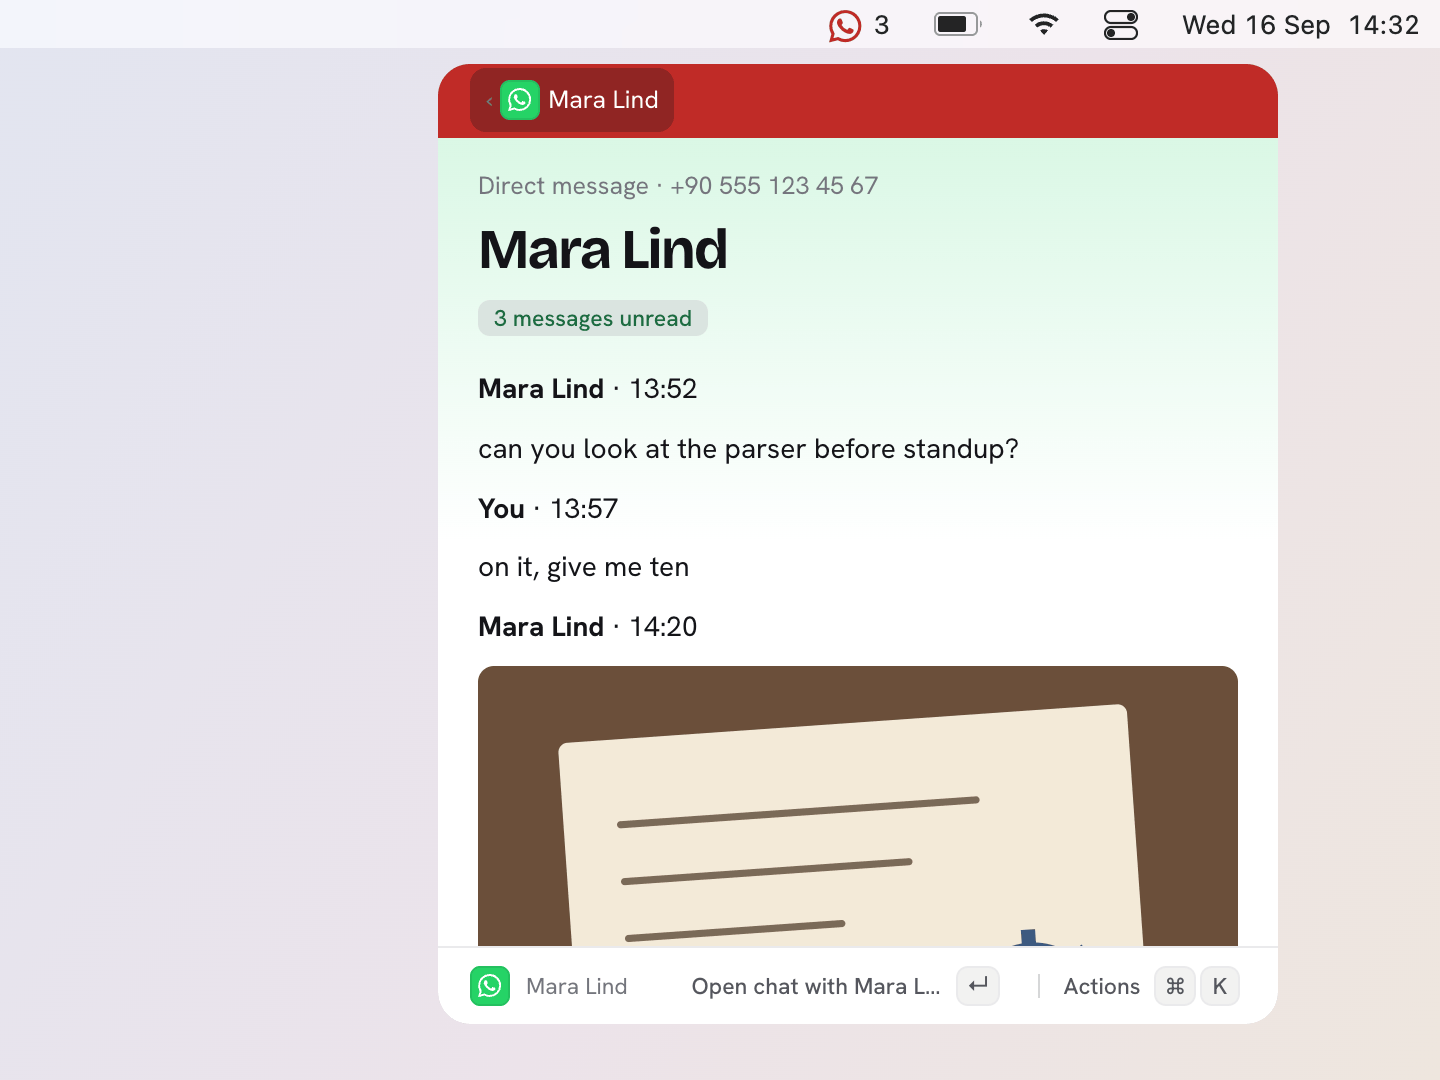 3
Wed 16 Sep 14:32
‹ Mara Lind
Direct message · +90 555 123 45 67
Mara Lind
3 messages unread
Mara Lind · 13:52
can you look at the parser before standup?
You · 13:57
on it, give me ten
Mara Lind · 14:20
Mara Lind
Open chat with Mara L... ↵
Actions ⌘ K